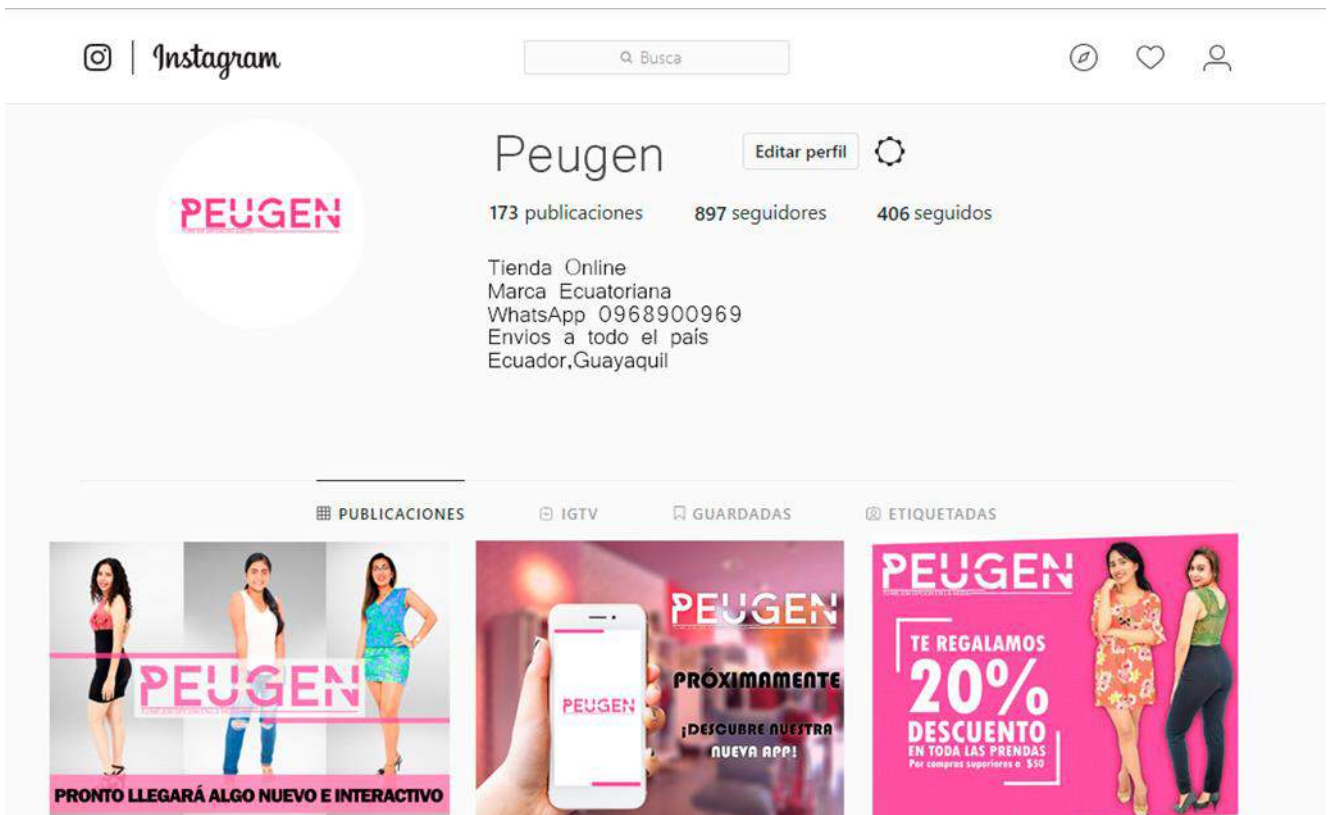 Instagram
Busca
Peugen
Editar perfil
173 publicaciones
897 seguidores
406 seguidos
Tienda Online
Marca Ecuatoriana
WhatsApp 0968900969
Envios a todo el país
Ecuador,Guayaquil
PEUGEN
PUBLICACIONES
IGTV
GUARDADAS
ETIQUETADAS
PEUGEN
PRONTO LLEGARÁ ALGO NUEVO E INTERACTIVO
PEUGEN
PEUGEN
PRÓXIMAMENTE
¡DESCUBRE NUESTRA
NUEVA APP!
PEUGEN
TE REGALAMOS
20%
DESCUENTO
EN TODA LAS PRENDAS
Por compras superiores a $50